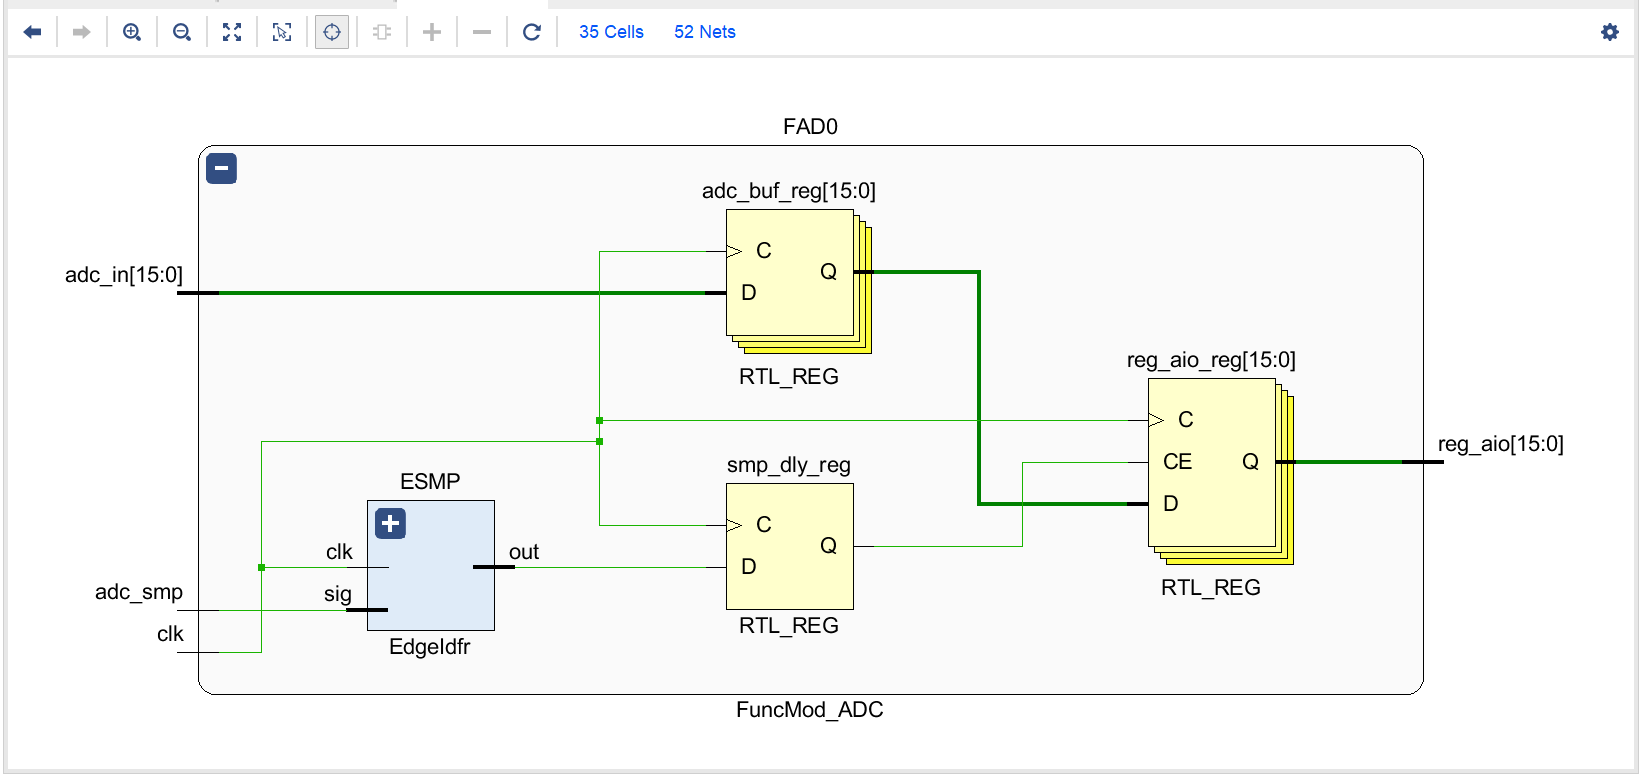 35 Cells 52 Nets
FAD0
adc_buf_reg[15:0]
C
Q
D
RTL_REG
adc_in[15:0]
reg_aio_reg[15:0]
C
CE
Q
D
RTL_REG
reg_aio[15:0]
smp_dly_reg
C
Q
D
RTL_REG
ESMP
clk
out
sig
EdgeIdfr
adc_smp
clk
FuncMod_ADC